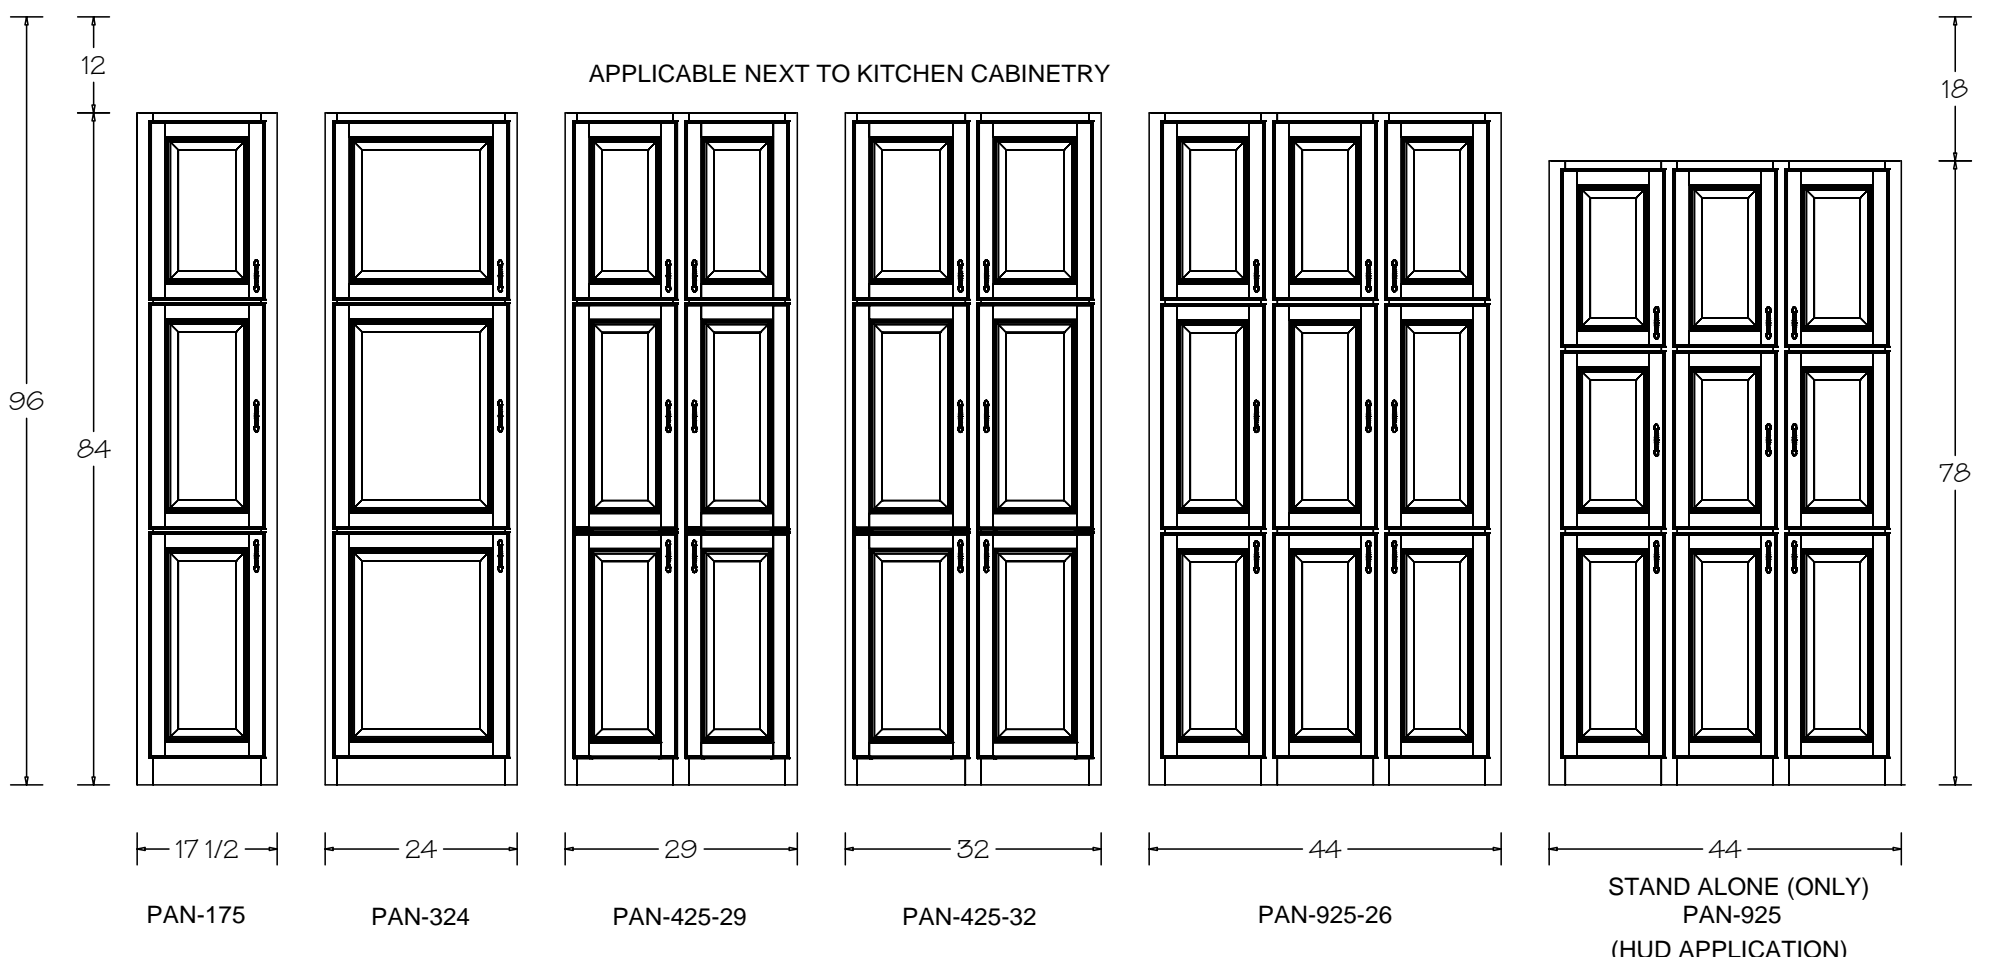 12
APPLICABLE NEXT TO KITCHEN CABINETRY
18
96
84
78
17 1/2
24
29
32
44
44
PAN-175
PAN-324
PAN-425-29
PAN-425-32
PAN-925-26
STAND ALONE (ONLY)
PAN-925
(HUD APPLICATION)